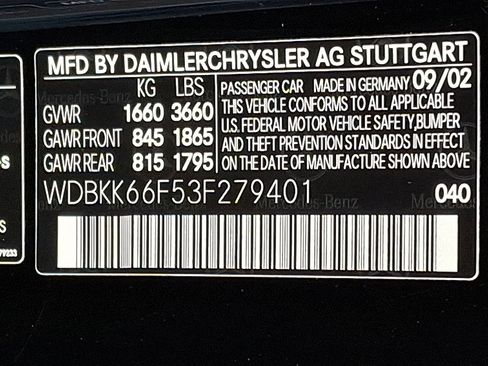 MFD BY DAIMLERCHRYSLER AG STUTTGART
KG LBS
GVWR 1660 3660
GAWR FRONT 845 1865
GAWR REAR 815 1795
PASSENGER CAR MADE IN GERMANY 09/02
THIS VEHICLE CONFORMS TO ALL APPLICABLE
U.S. FEDERAL MOTOR VEHICLE SAFETY,BUMPER
AND THEFT PREVENTION STANDARDS IN EFFECT
ON THE DATE OF MANUFACTURE SHOWN ABOVE
WDBKK66F53F279401 040
Mercedes-Benz